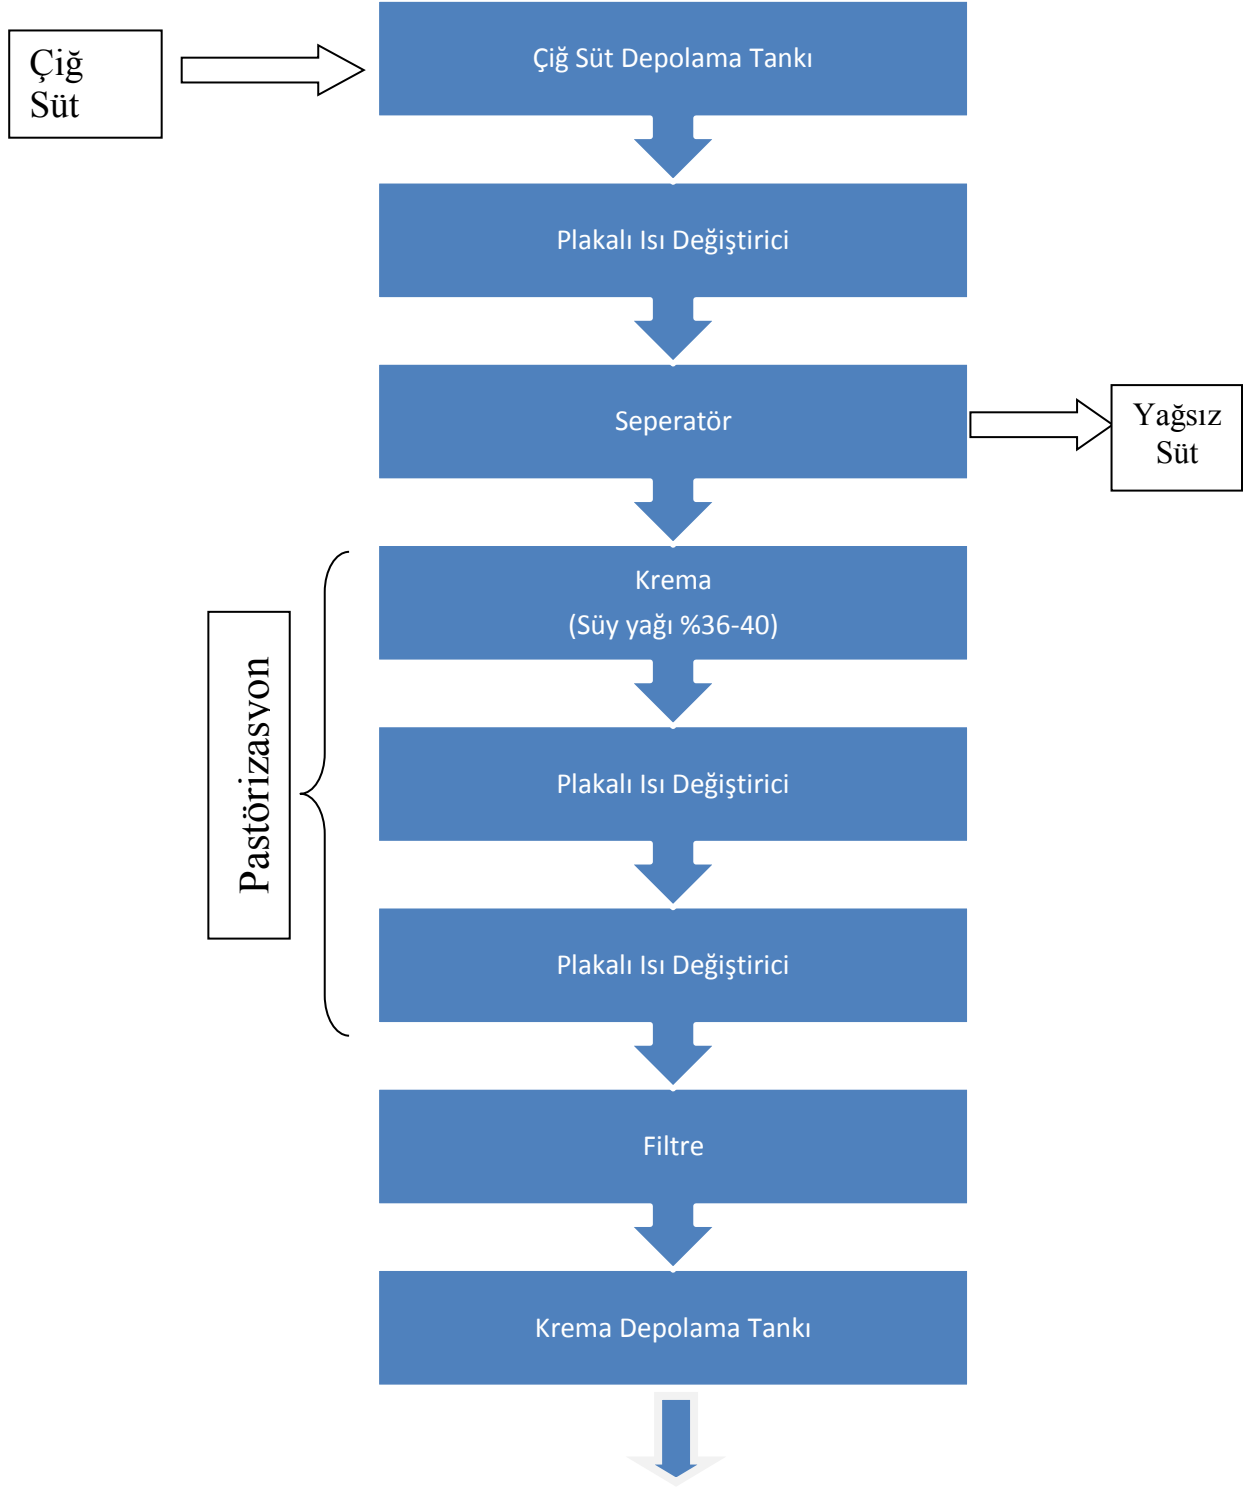 Çiğ
Süt
Çiğ Süt Depolama Tankı
Plakalı Isı Değiştirici
Seperatör
Yağsız
Süt
Krema
(Süy yağı %36-40)
Pastörizasvon
Plakalı Isı Değiştirici
Plakalı Isı Değiştirici
Filtre
Krema Depolama Tankı